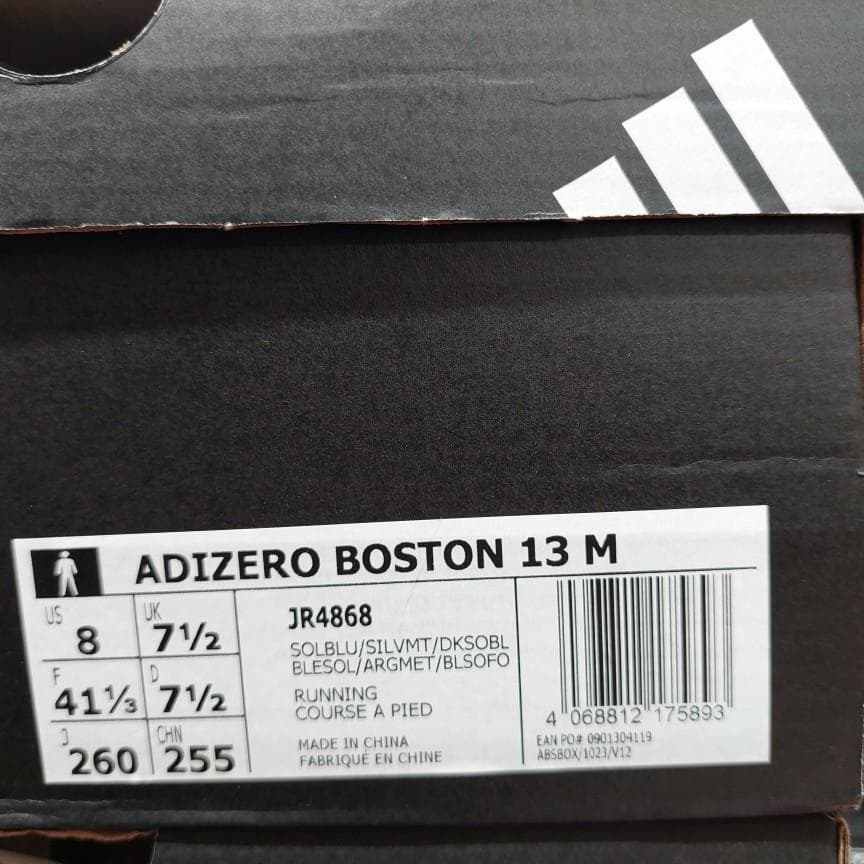 ADIZERO BOSTON 13 M
US 8
UK 7½
F 41⅓
D 7½
J 260
CHN 255
JR4868
SOLBLU/SILVMT/DKSOBL
BLESOL/ARGMET/BLSOFO
RUNNING
COURSE A PIED
MADE IN CHINA
FABRIQUÉ EN CHINE
4 068812 175893
EAN PO# 0901304119
ABSBOX/1023/V12